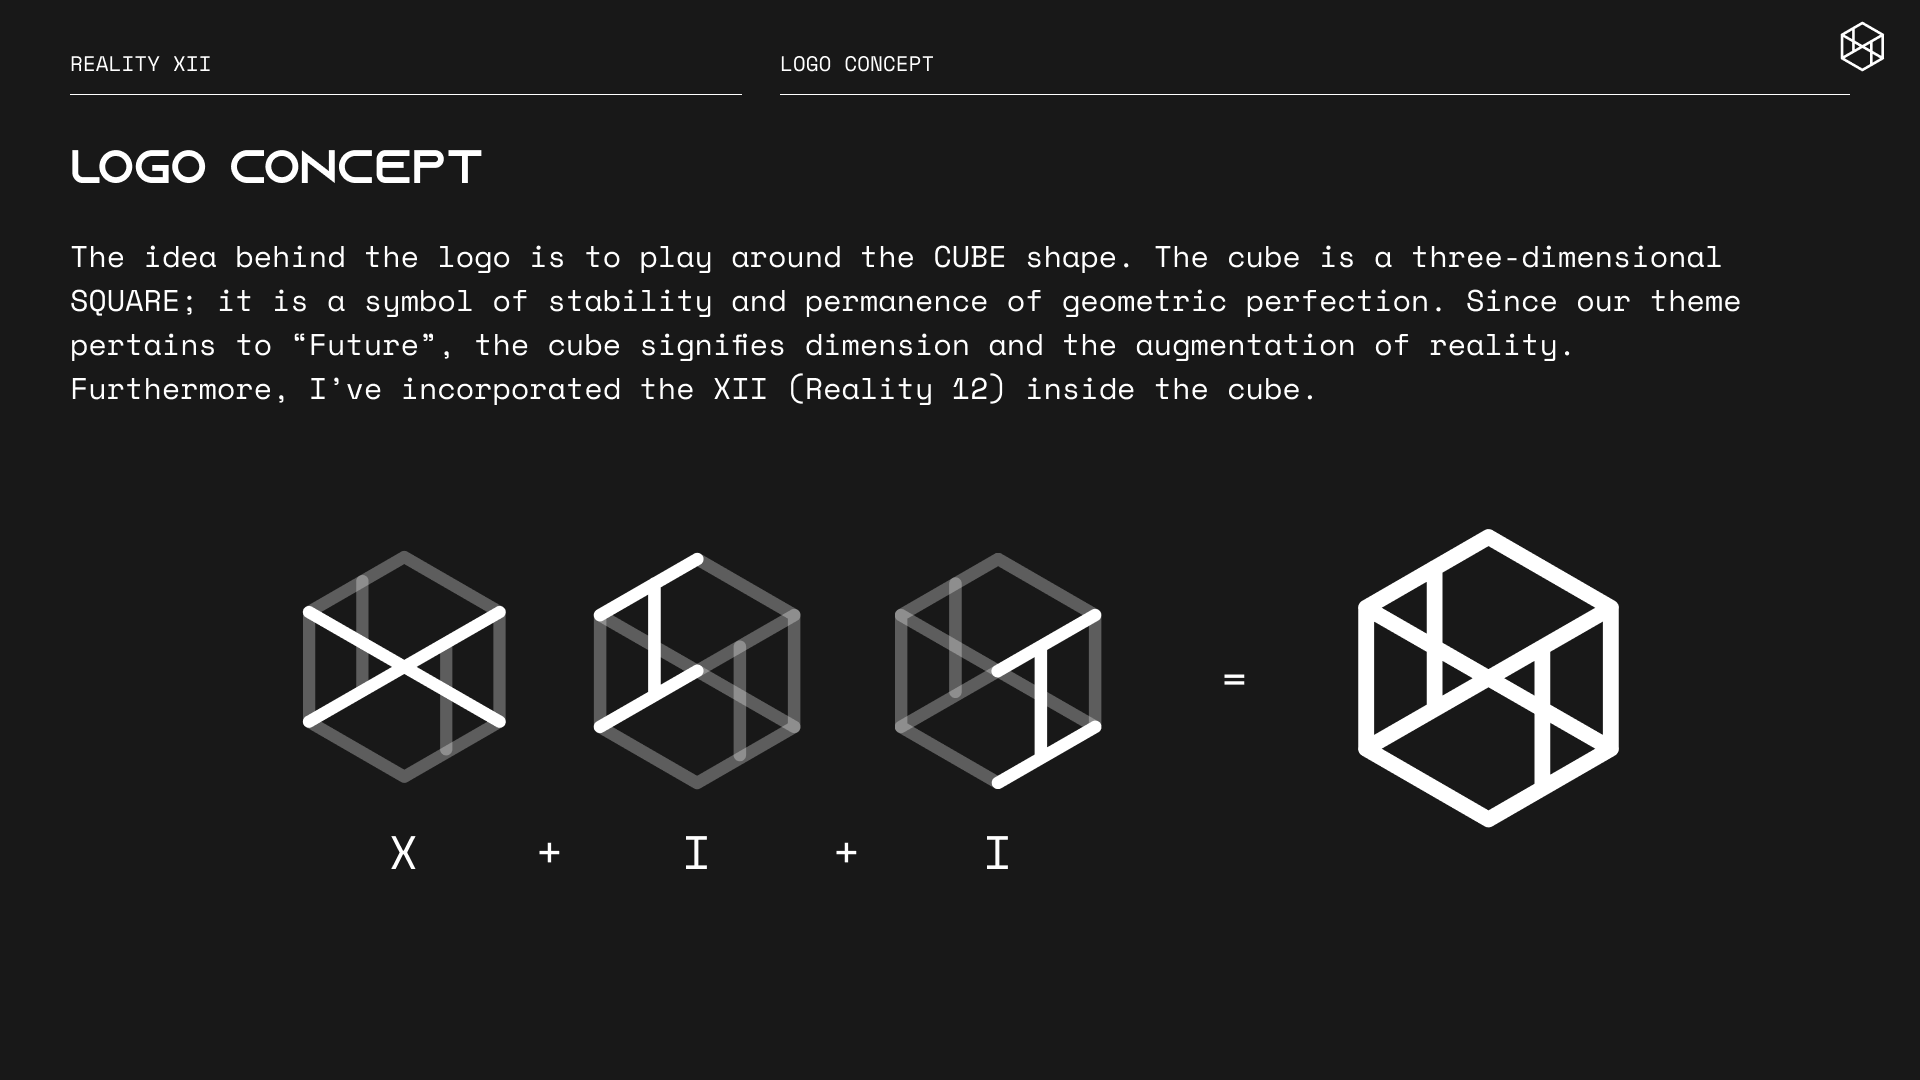 REALITY XII
LOGO CONCEPT
LOGO CONCEPT
The idea behind the logo is to play around the CUBE shape. The cube is a three-dimensional
SQUARE; it is a symbol of stability and permanence of geometric perfection. Since our theme
pertains to “Future”, the cube signifies dimension and the augmentation of reality.
Furthermore, I’ve incorporated the XII (Reality 12) inside the cube.
=
X + I + I